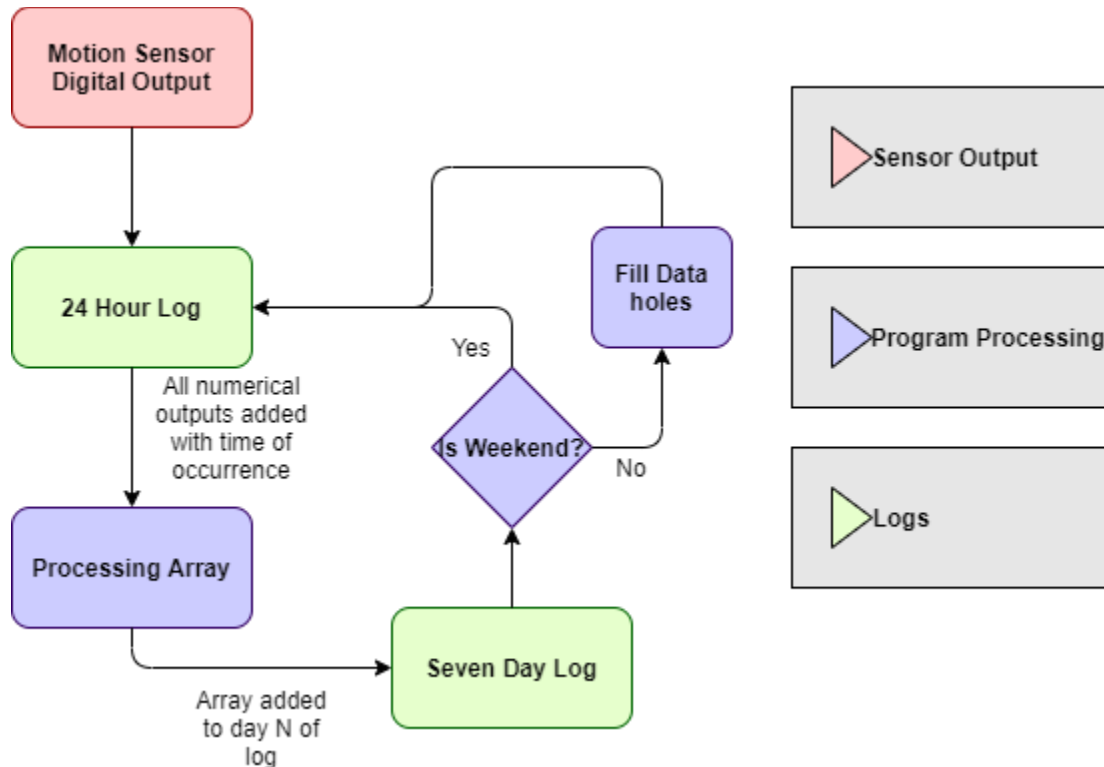 Motion Sensor
Digital Output
Sensor Output
Fill Data
holes
24 Hour Log
Program Processing
Yes
All numerical
outputs added
with time of
occurrence
Is Weekend?
No
Logs
Processing Array
Seven Day Log
Array added
to day N of
log